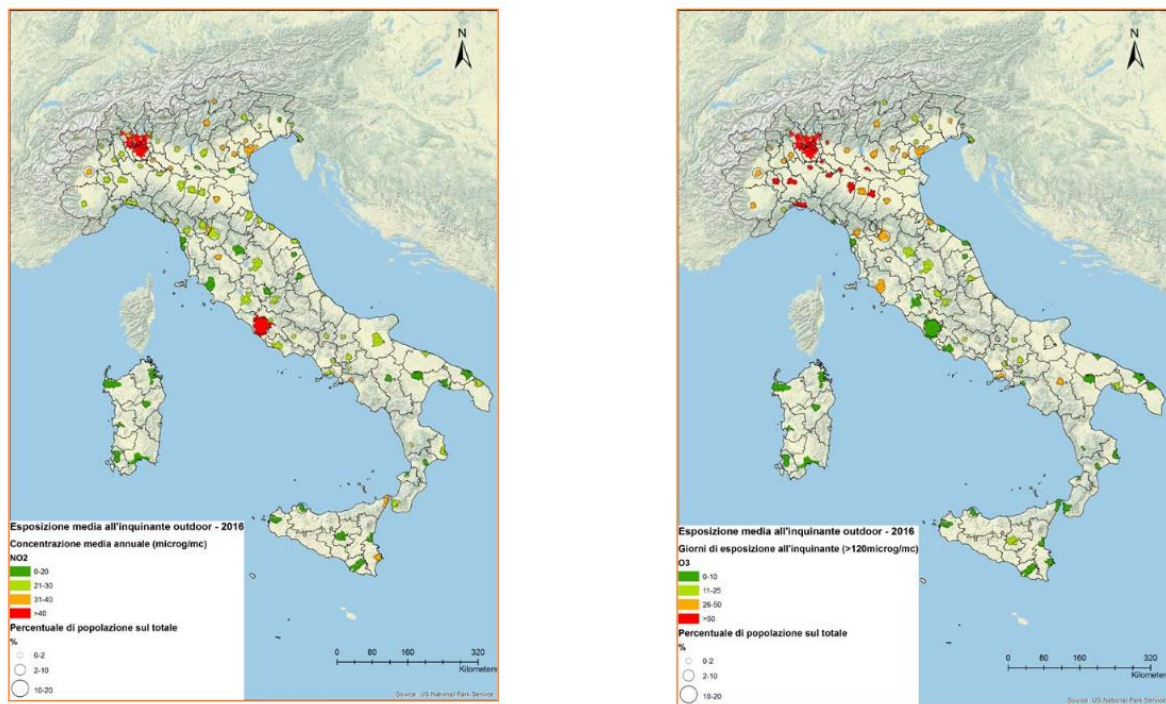 N
Esposizione media all'inquinante outdoor - 2016
Concentrazione media annuale (microg/mc)
NO2
0-20
21-30
31-40
>40
Percentuale di popolazione sul totale
%
0-2
2-10
10-20
0 80 160 320
Kilometers
Source : US National Park Service
N
Esposizione media all'inquinante outdoor - 2016
Giorni di esposizione all'inquinante (>120microg/mc)
O3
0-10
11-25
26-50
>50
Percentuale di popolazione sul totale
%
0-2
2-10
10-20
0 80 160 320
Kilometers
Source: US National Park Service